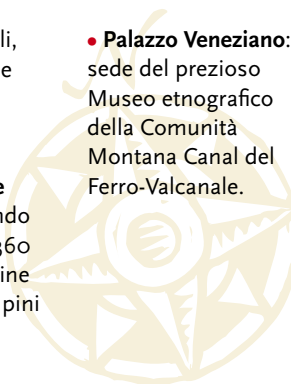 li,
e
e
ndo
360
ine
pini
• Palazzo Veneziano:
sede del prezioso
Museo etnografico
della Comunità
Montana Canal del
Ferro-Valcanale.